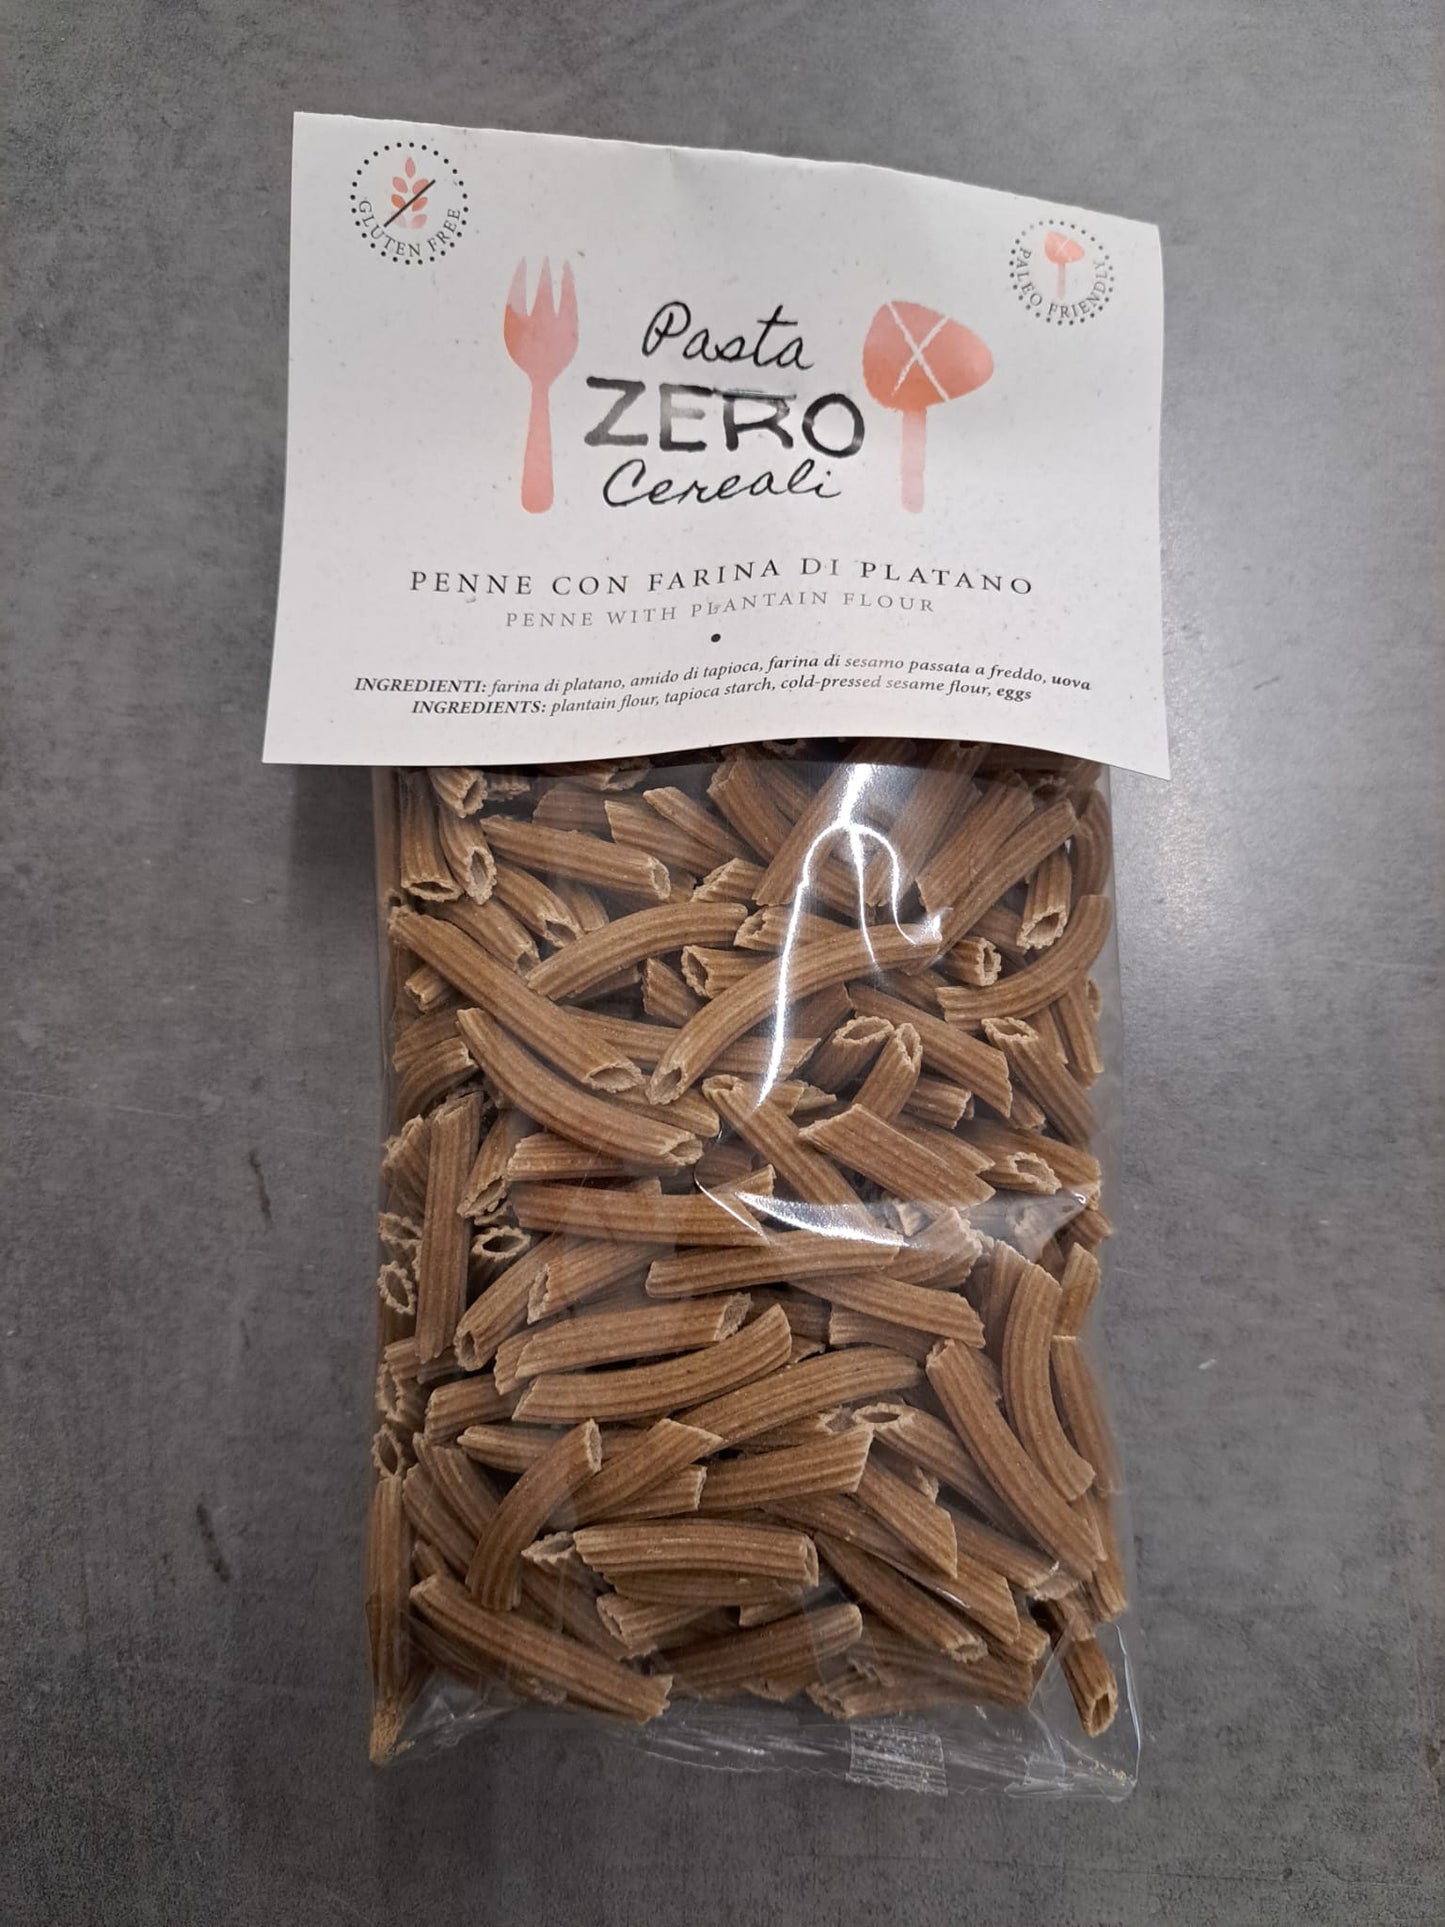 GLUTEN FREE
PALEO FRIENDLY
Pasta
ZERO
Cereali
PENNE CON FARINA DI PLATANO
PENNE WITH PLANTAIN FLOUR
INGREDIENTI: farina di platano, amido di tapioca, farina di sesamo passata a freddo, uova
INGREDIENTS: plantain flour, tapioca starch, cold-pressed sesame flour, eggs